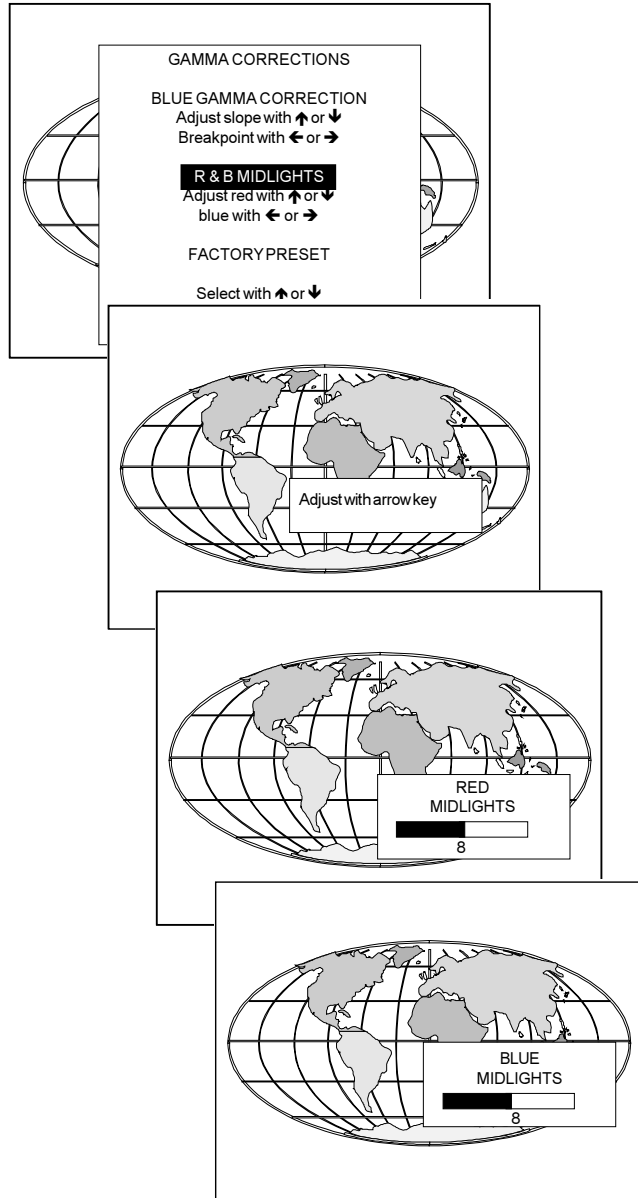 GAMMA CORRECTIONS
BLUE GAMMA CORRECTION
Adjust slope with ↑ or ↓
Breakpoint with ← or →
R & B MIDLIGHTS
Adjust red with ↑ or ↓
blue with ← or →
FACTORY PRESET
Select with ↑ or ↓
Adjust with arrow key
RED
MIDLIGHTS
8
BLUE
MIDLIGHTS
8